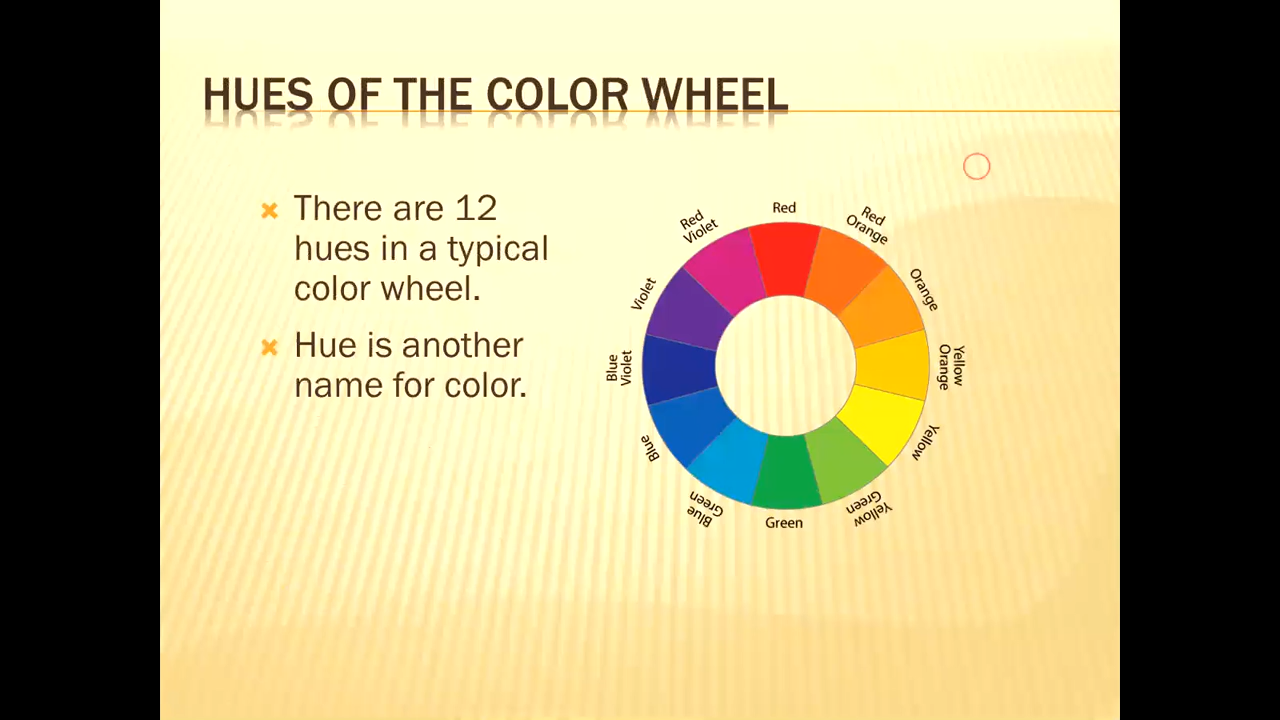 HUES OF THE COLOR WHEEL
There are 12
hues in a typical
color wheel.
Hue is another
name for color.
Red
Red
Orange
Orange
Yellow
Orange
Yellow
Yellow
Green
Green
Blue
Green
Blue
Blue
Violet
Violet
Red
Violet